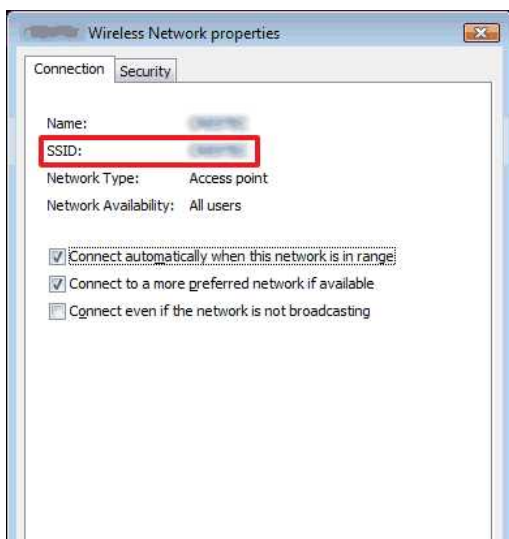 Wireless Network properties
Connection Security
Name:
SSID:
Network Type: Access point
Network Availability: All users
Connect automatically when this network is in range
Connect to a more preferred network if available
Connect even if the network is not broadcasting